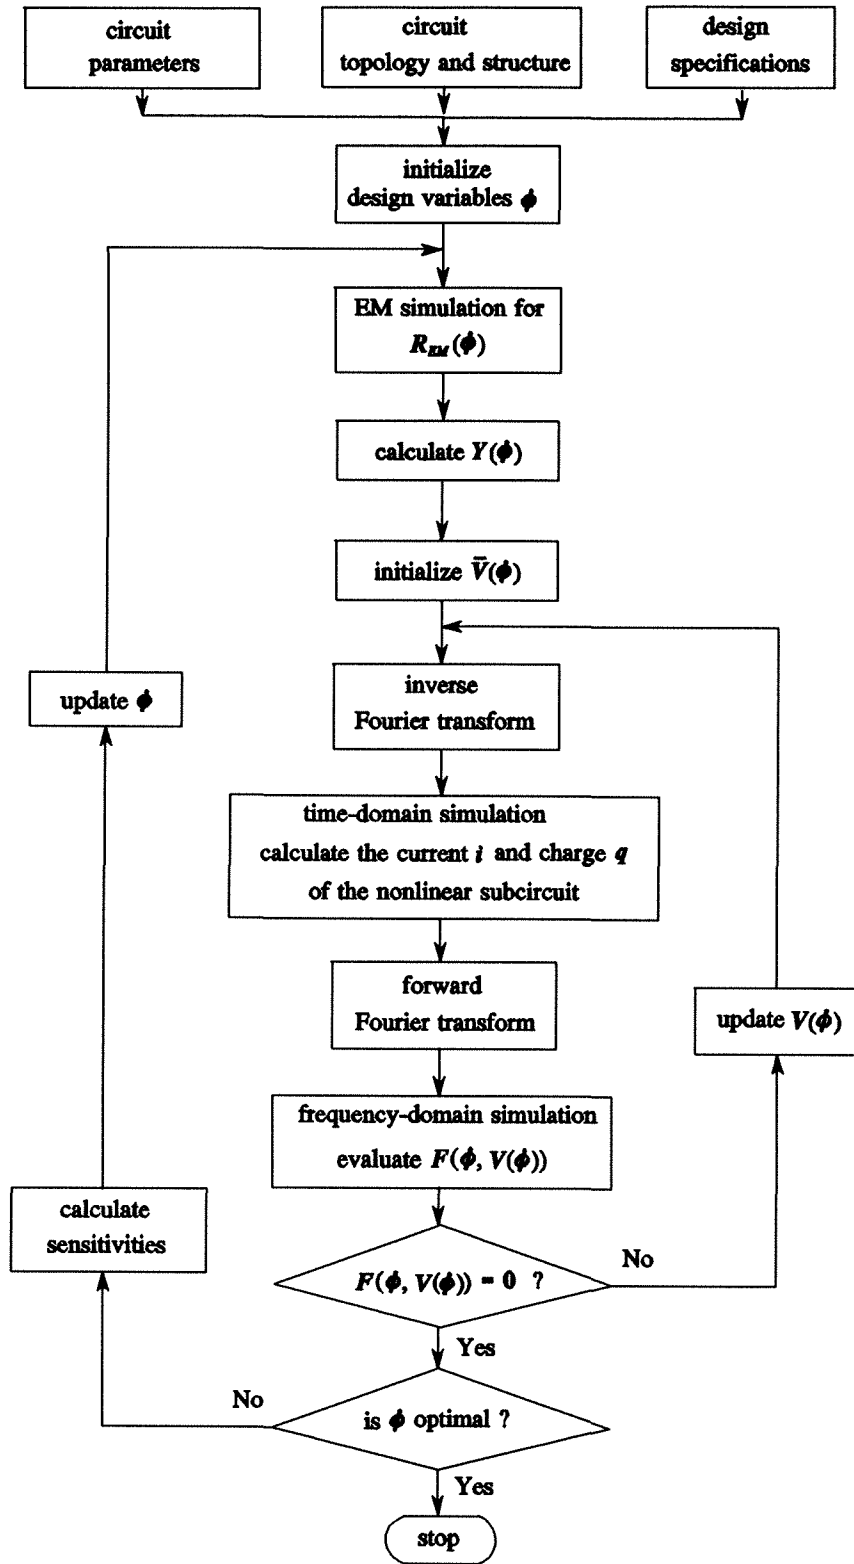 circuit
parameters
circuit
topology and structure
design
specifications
initialize
design variables ϕ
EM simulation for
R_EM(ϕ)
calculate Y(ϕ)
initialize V̄(ϕ)
inverse
Fourier transform
update ϕ
time-domain simulation
calculate the current i and charge q
of the nonlinear subcircuit
forward
Fourier transform
update V(ϕ)
frequency-domain simulation
evaluate F(ϕ, V(ϕ))
calculate
sensitivities
F(ϕ, V(ϕ)) = 0 ?
No
Yes
No
is ϕ optimal ?
Yes
stop